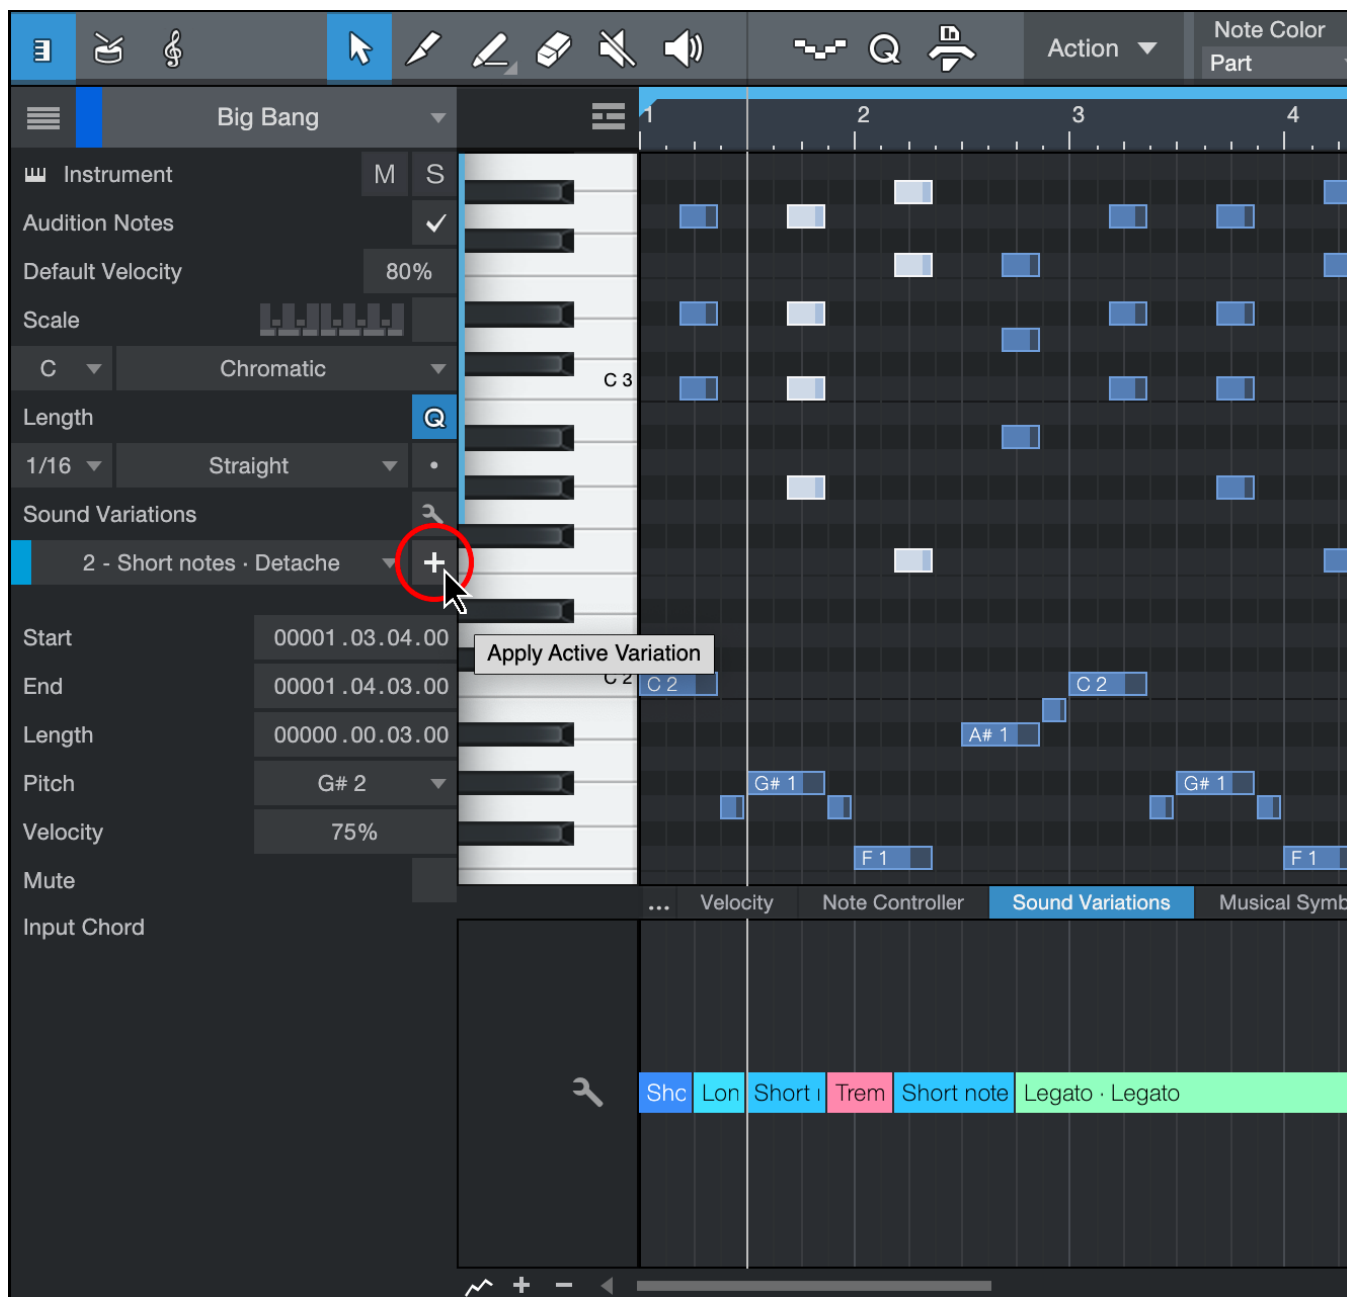 Action
Note Color
Part
Big Bang
1 2 3 4
Instrument M S
Audition Notes
Default Velocity 80%
Scale
C Chromatic
C 3
Length Q
1/16 Straight
Sound Variations
2 - Short notes · Detache +
Apply Active Variation
Start 00001.03.04.00
End 00001.04.03.00
C 2 C 2 C 2
Length 00000.00.03.00
A# 1
Pitch G# 2
G# 1 G# 1
Velocity 75%
F 1 F 1
Mute
... Velocity Note Controller Sound Variations Musical Symb
Input Chord
Sho Lon Short Trem Short note Legato · Legato